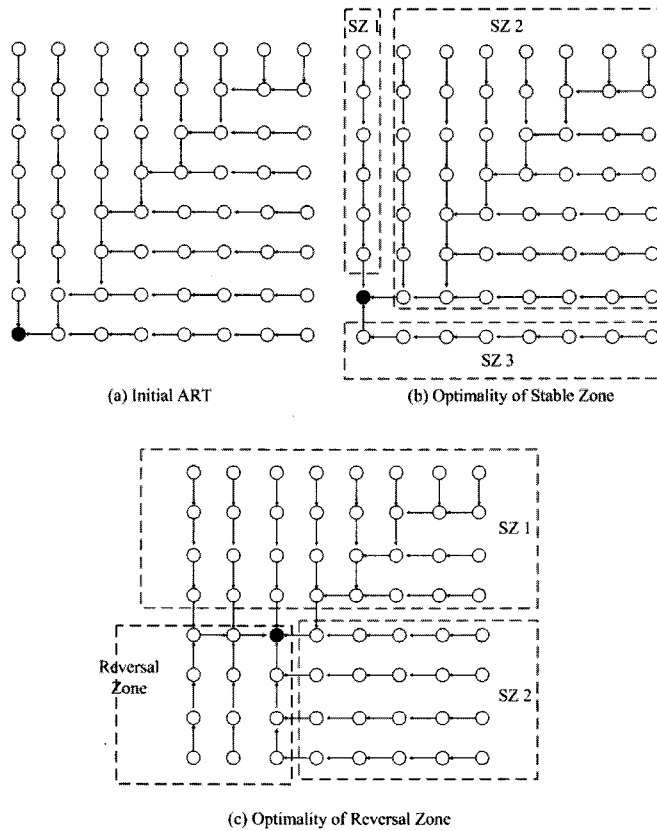 SZ 1
SZ 2
SZ 3
(a) Initial ART
(b) Optimality of Stable Zone
SZ 1
Reversal
Zone
SZ 2
(c) Optimality of Reversal Zone